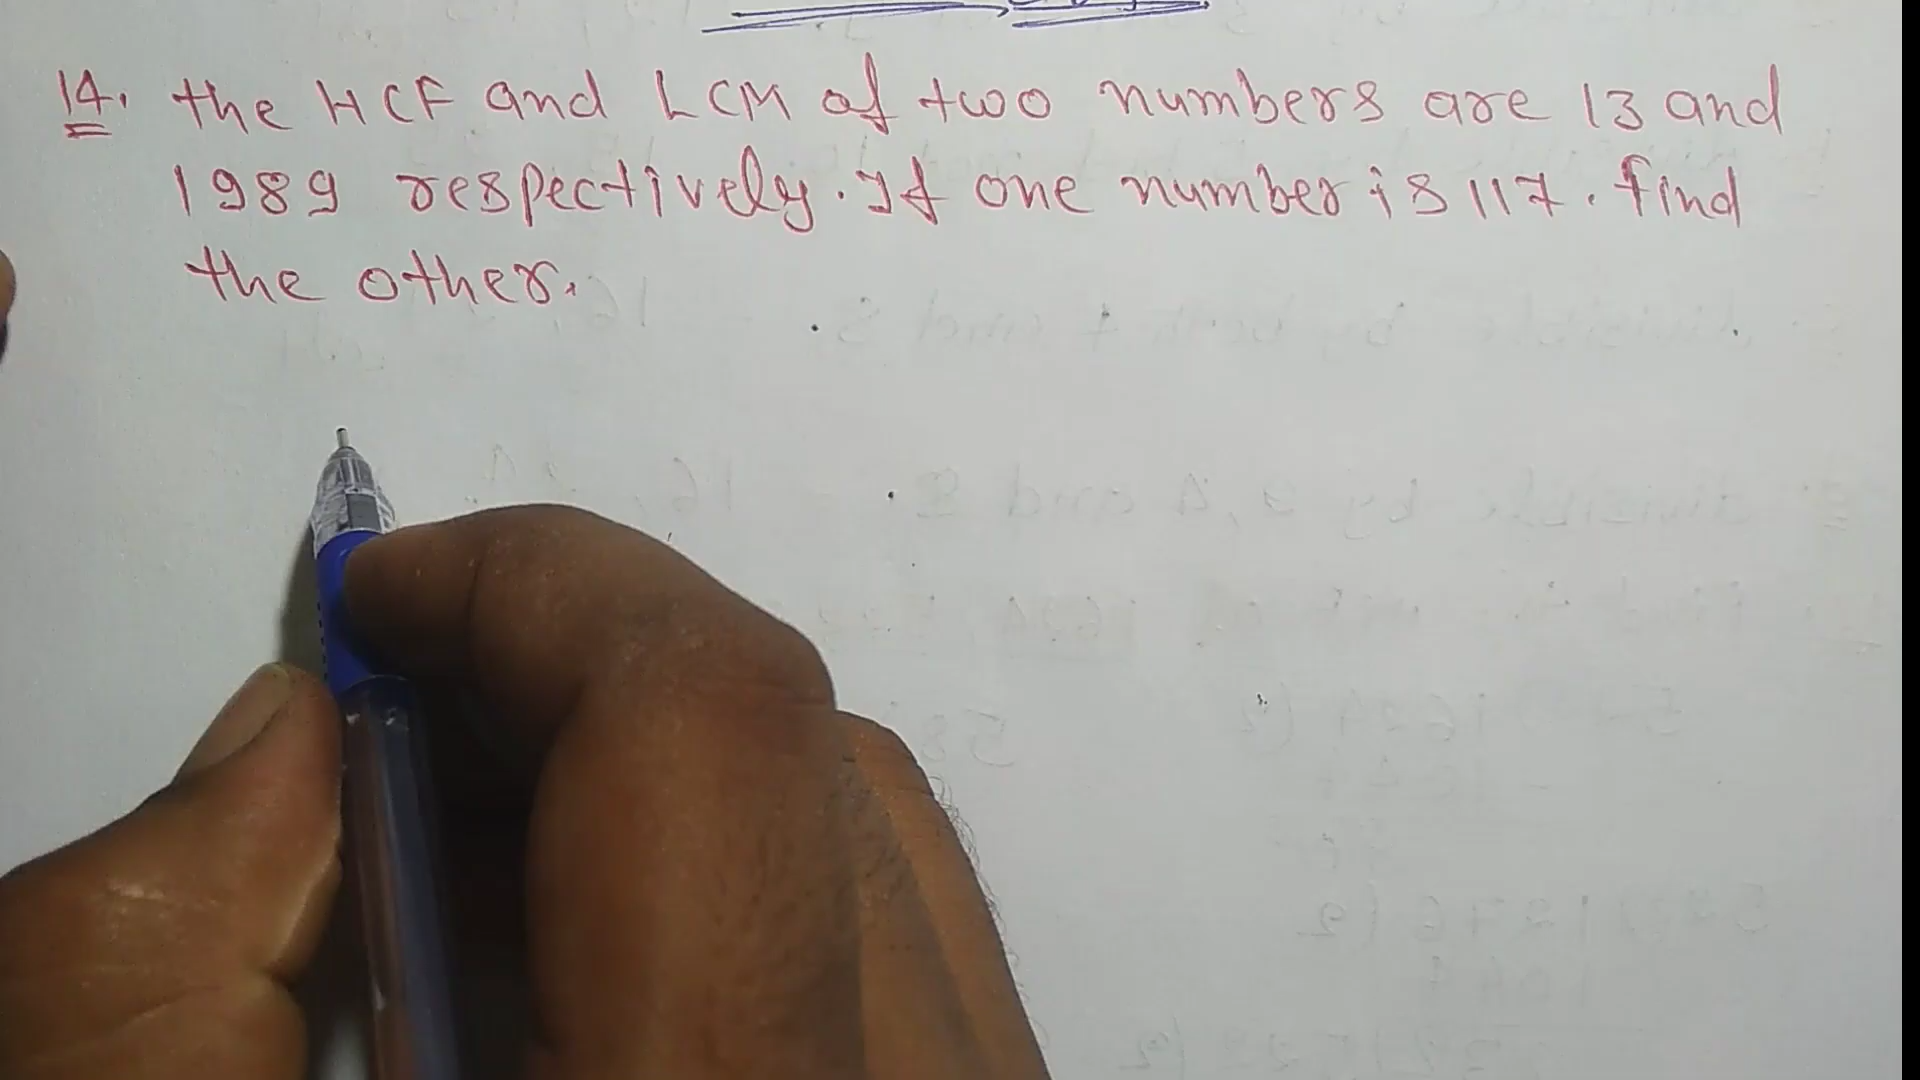 14. the HCF and LCM of two numbers are 13 and
1989 respectively. If one number is 117. find
the other.